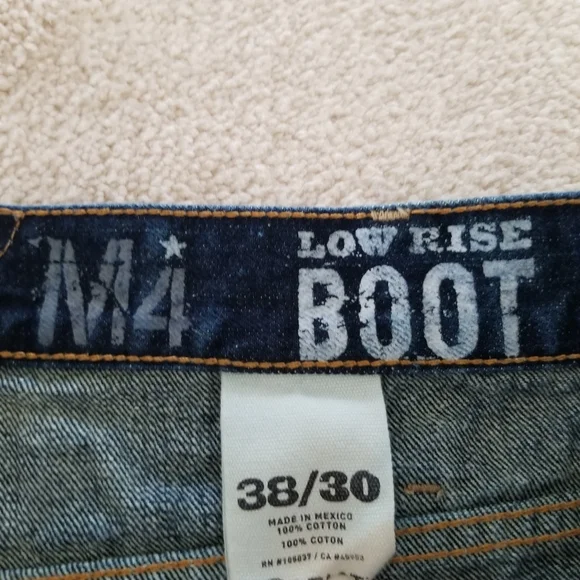 M4
LOW RISE
BOOT
38/30
MADE IN MEXICO
100% COTTON
100% COTON